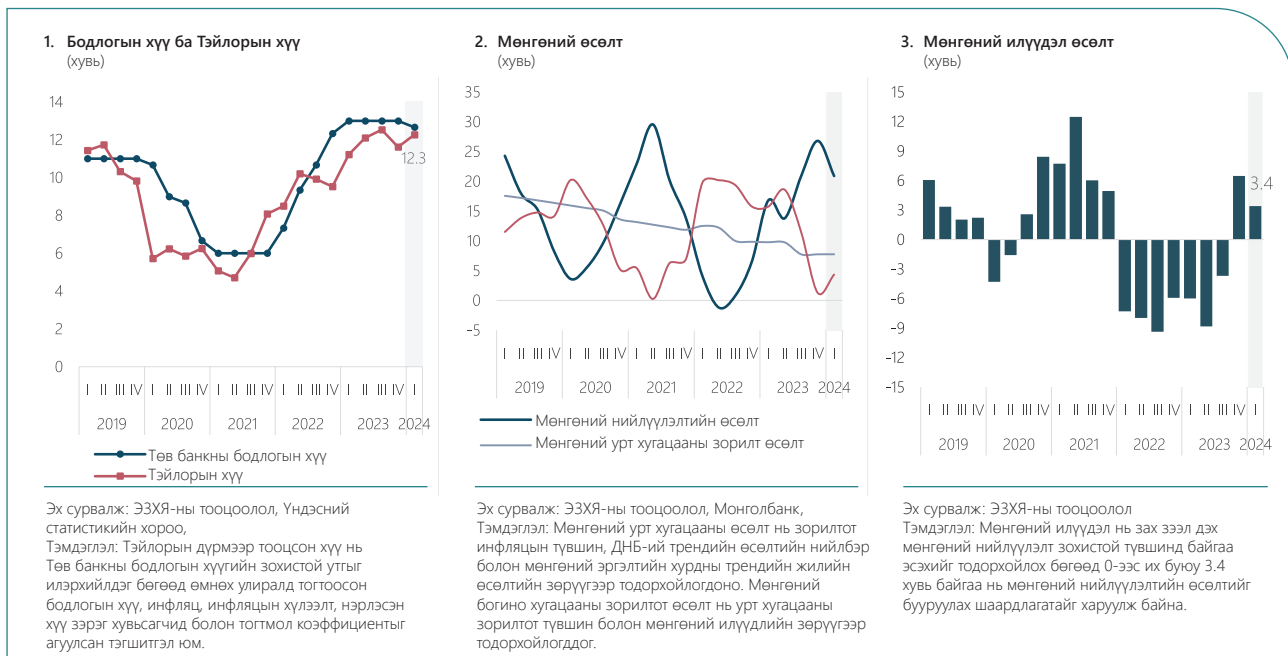 1. Бодлогын хүү ба Тэйлорын хүү
(хувь)
14
12
10
8
6
4
2
0
12.3
I II III IV I II III IV I II III IV I II III IV I II III IV I
2019 2020 2021 2022 2023 2024
Төв банкны бодлогын хүү
Тэйлорын хүү
Эх сурвалж: ЭЗХЯ-ны тооцоолол, Үндэсний
статистикийн хороо,
Тэмдэглэл: Тэйлорын дүрмээр тооцсон хүү нь
Төв банкны бодлогын хүүгийн зохистой утгыг
илэрхийлдэг бөгөөд өмнөх улиралд тогтоосон
бодлогын хүү, инфляц, инфляцын хүлээлт, нэрлэсэн
хүү зэрэг хувьсагчид болон тогтмол коэффициентыг
агуулсан тэгшитгэл юм.
2. Мөнгөний өсөлт
(хувь)
35
30
25
20
15
10
5
0
-5
I II III IV I II III IV I II III IV I II III IV I II III IV I
2019 2020 2021 2022 2023 2024
Мөнгөний нийлүүлэлтийн өсөлт
Мөнгөний урт хугацааны зорилт өсөлт
Эх сурвалж: ЭЗХЯ-ны тооцоолол, Монголбанк,
Тэмдэглэл: Мөнгөний урт хугацааны өсөлт нь зорилтот
инфляцын түвшин, ДНБ-ий трендийн өсөлтийн нийлбэр
болон мөнгөний эргэлтийн хурдны трендийн жилийн
өсөлтийн зөрүүгээр тодорхойлогдоно. Мөнгөний
богино хугацааны зорилтот өсөлт нь урт хугацааны
зорилтот түвшин болон мөнгөний илүүдлийн зөрүүгээр
тодорхойлогддог.
3. Мөнгөний илүүдэл өсөлт
(хувь)
15
12
9
6
3
0
-3
-6
-9
-12
-15
3.4
I II III IV I II III IV I II III IV I II III IV I II III IV I
2019 2020 2021 2022 2023 2024
Эх сурвалж: ЭЗХЯ-ны тооцоолол
Тэмдэглэл: Мөнгөний илүүдэл нь зах зээл дэх
мөнгөний нийлүүлэлт зохистой түвшинд байгаа
эсэхийг тодорхойлох бөгөөд 0-ээс их буюу 3.4
хувь байгаа нь мөнгөний нийлүүлэлтийн өсөлтийг
бууруулах шаардлагатайг харуулж байна.